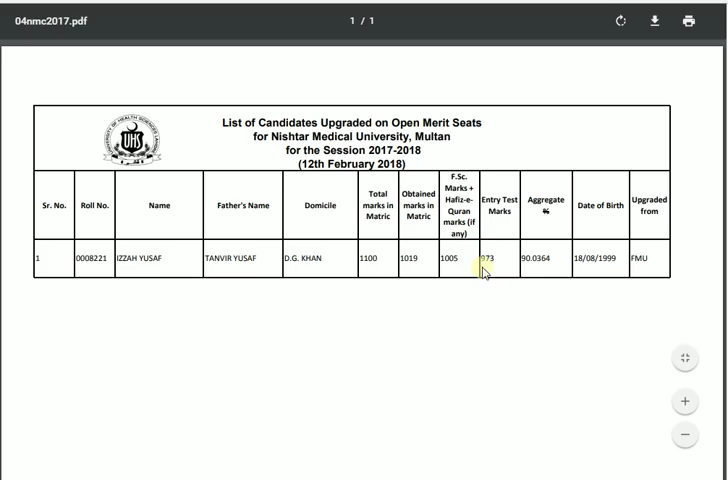 04nmc2017.pdf
1 / 1
UHS
List of Candidates Upgraded on Open Merit Seats
for Nishtar Medical University, Multan
for the Session 2017-2018
(12th February 2018)
Sr. No. Roll No. Name Father's Name Domicile Total marks in Matric Obtained marks in Matric F.Sc. Marks + Hafiz-e-Quran marks (if any) Entry Test Marks Aggregate % Date of Birth Upgraded from
1 0008221 IZZAH YUSAF TANVIR YUSAF D.G. KHAN 1100 1019 1005 973 90.0364 18/08/1999 FMU